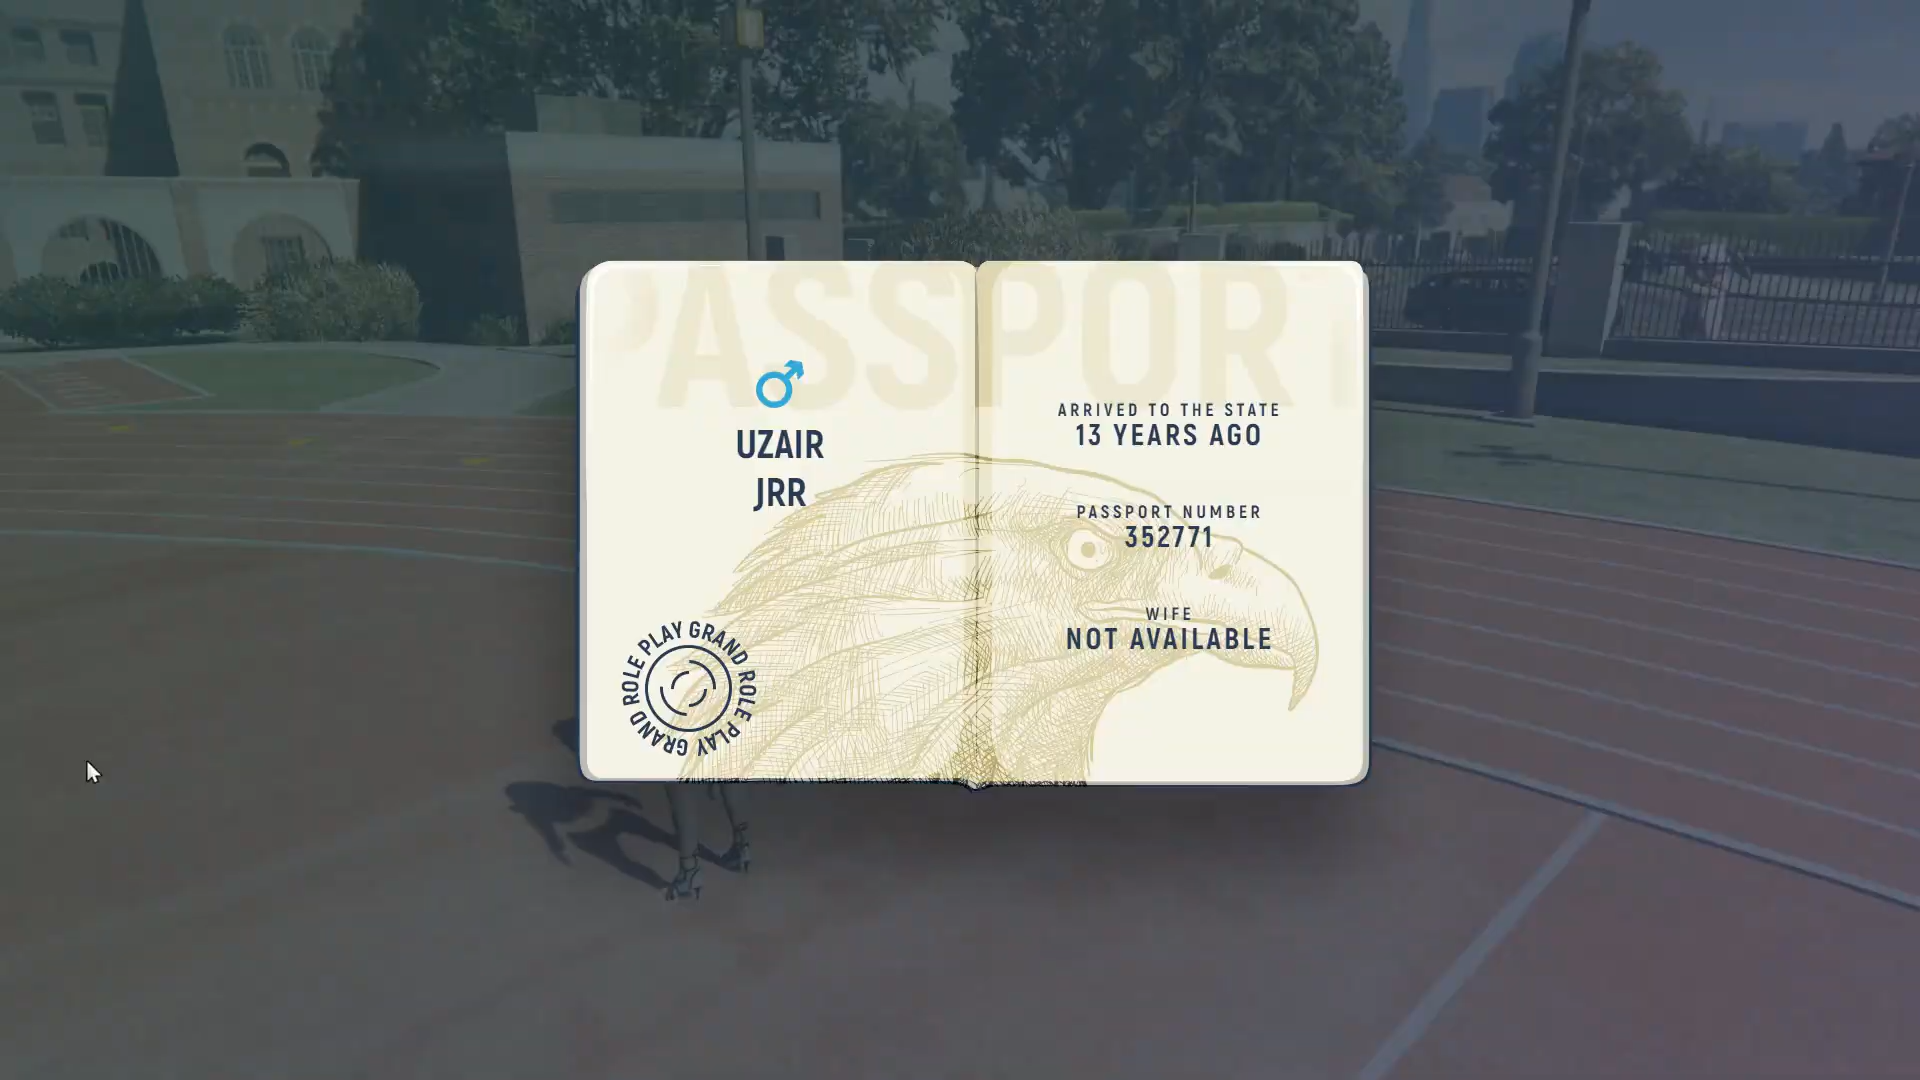 PASSPORT
UZAIR
JRR
GRAND ROLE PLAY GRAND ROLE PLAY
ARRIVED TO THE STATE
13 YEARS AGO
PASSPORT NUMBER
352771
WIFE
NOT AVAILABLE